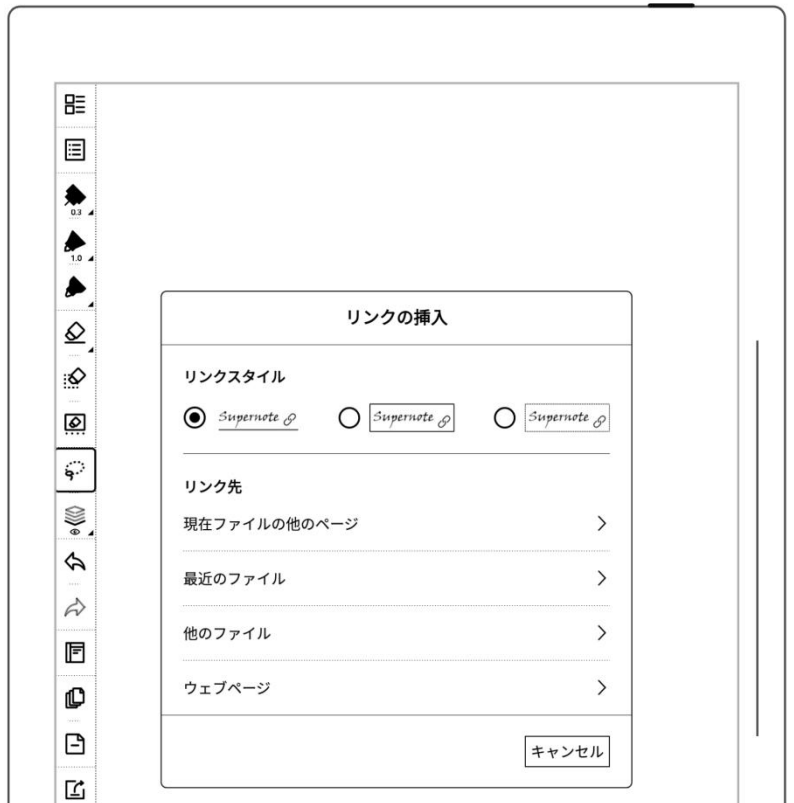 0.3
1.0
リンクの挿入
リンクスタイル
Supernote Supernote Supernote
リンク先
現在ファイルの他のページ
最近のファイル
他のファイル
ウェブページ
キャンセル